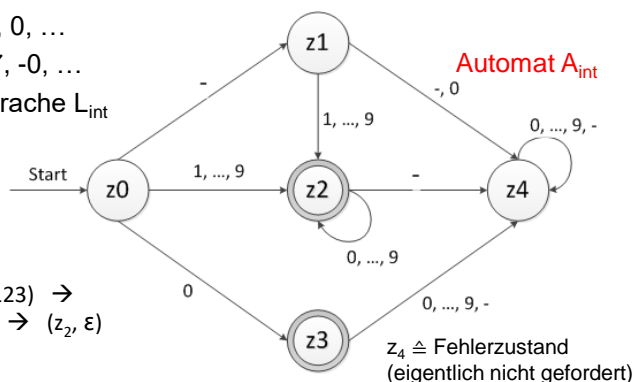 , 0, …
, -0, …
rache L_int
Automat A_int
z1
-
-, 0
1, …, 9
0, …, 9, -
Start
z0
1, …, 9
z2
-
z4
0, …, 9
0
0, …, 9, -
23) →
→ (z₂, ε)
z3
z₄ ≙ Fehlerzustand
(eigentlich nicht gefordert)